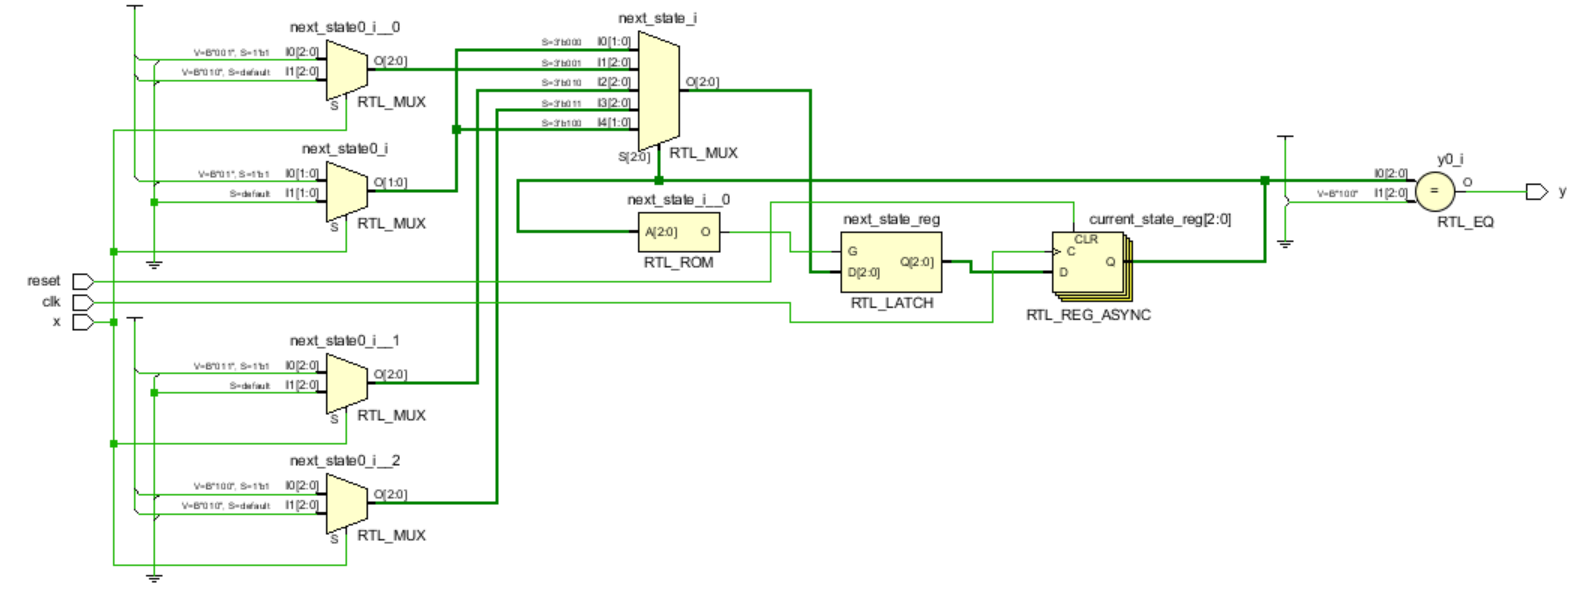 next_state0_i__0
V=B"001", S=1'b1 I0[2:0]
V=B"010", S=default I1[2:0]
O[2:0]
S
RTL_MUX
next_state0_i
V=B"01", S=1'b1 I0[1:0]
S=default I1[1:0]
O[1:0]
S
RTL_MUX
next_state_i
S=3'b000 I0[1:0]
S=3'b001 I1[2:0]
S=3'b010 I2[2:0]
S=3'b011 I3[2:0]
S=3'b100 I4[1:0]
O[2:0]
S[2:0]
RTL_MUX
next_state_i__0
A[2:0] O
RTL_ROM
next_state_reg
G
D[2:0]
Q[2:0]
RTL_LATCH
current_state_reg[2:0]
CLR
C
D
Q
RTL_REG_ASYNC
y0_i
I0[2:0]
V=B"100" I1[2:0]
=
O
RTL_EQ
y
reset
clk
x
next_state0_i__1
V=B"011", S=1'b1 I0[2:0]
S=default I1[2:0]
O[2:0]
S
RTL_MUX
next_state0_i__2
V=B"100", S=1'b1 I0[2:0]
V=B"010", S=default I1[2:0]
O[2:0]
S
RTL_MUX